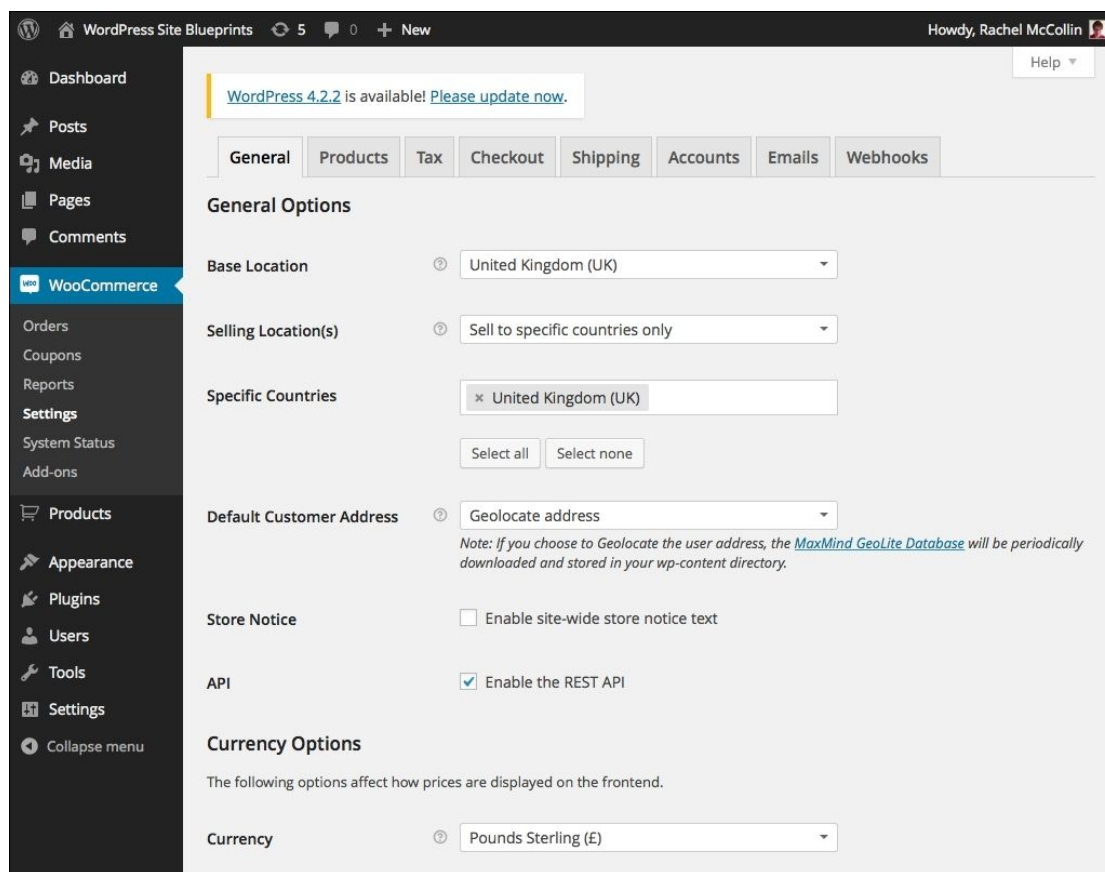 WordPress Site Blueprints 5 0 + New Howdy, Rachel McCollin
Help
Dashboard
Posts
Media
Pages
Comments
WOO WooCommerce
Orders
Coupons
Reports
Settings
System Status
Add-ons
Products
Appearance
Plugins
Users
Tools
Settings
Collapse menu
WordPress 4.2.2 is available! Please update now.
General Products Tax Checkout Shipping Accounts Emails Webhooks
General Options
Base Location ? United Kingdom (UK)
Selling Location(s) ? Sell to specific countries only
Specific Countries × United Kingdom (UK)
Select all Select none
Default Customer Address ? Geolocate address
Note: If you choose to Geolocate the user address, the MaxMind GeoLite Database will be periodically
downloaded and stored in your wp-content directory.
Store Notice Enable site-wide store notice text
API Enable the REST API
Currency Options
The following options affect how prices are displayed on the frontend.
Currency ? Pounds Sterling (£)